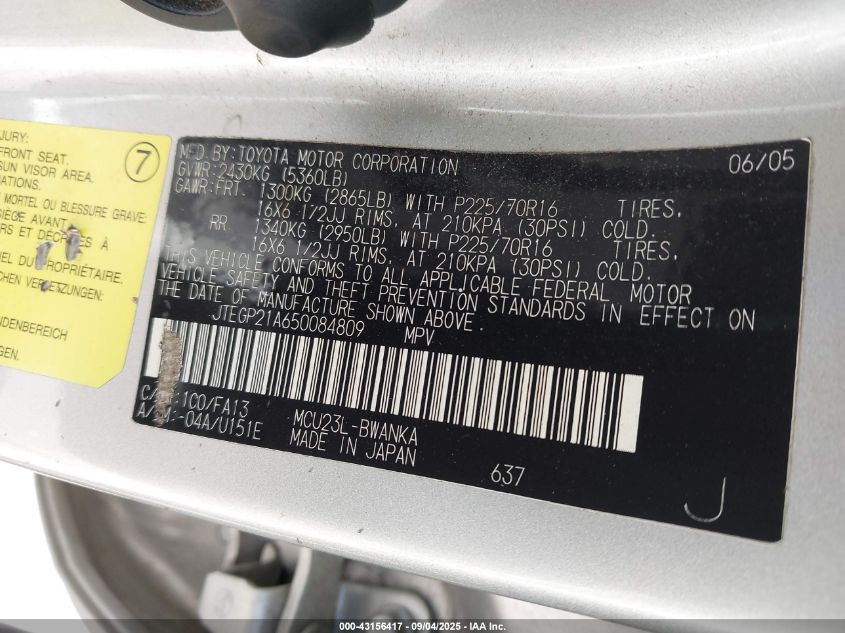 JURY:
FRONT SEAT.
SUN VISOR AREA
7
MORTEL OU BLESSURE GRAVE:
SIÈGE AVANT
ET DÉCRÉTÉS À
PROPRIÉTAIRE,
MFD.BY:TOYOTA MOTOR CORPORATION 06/05
GVWR:2430KG (5360LB)
GAWR:FRT. 1300KG (2865LB) WITH P225/70R16 TIRES,
16X6 1/2JJ RIMS, AT 210KPA (30PSI) COLD.
RR. 1340KG (2950LB) WITH P225/70R16 TIRES,
16X6 1/2JJ RIMS, AT 210KPA (30PSI) COLD.
THIS VEHICLE CONFORMS TO ALL APPLICABLE FEDERAL MOTOR
VEHICLE SAFETY AND THEFT PREVENTION STANDARDS IN EFFECT ON
THE DATE OF MANUFACTURE SHOWN ABOVE.
JTEGP21A650084809 MPV
C/ :1C0/FA13
A/ :-04A/U151E
MCU23L-BWANKA
MADE IN JAPAN
637
J
000-43156417 - 09/04/2025 - IAA Inc.